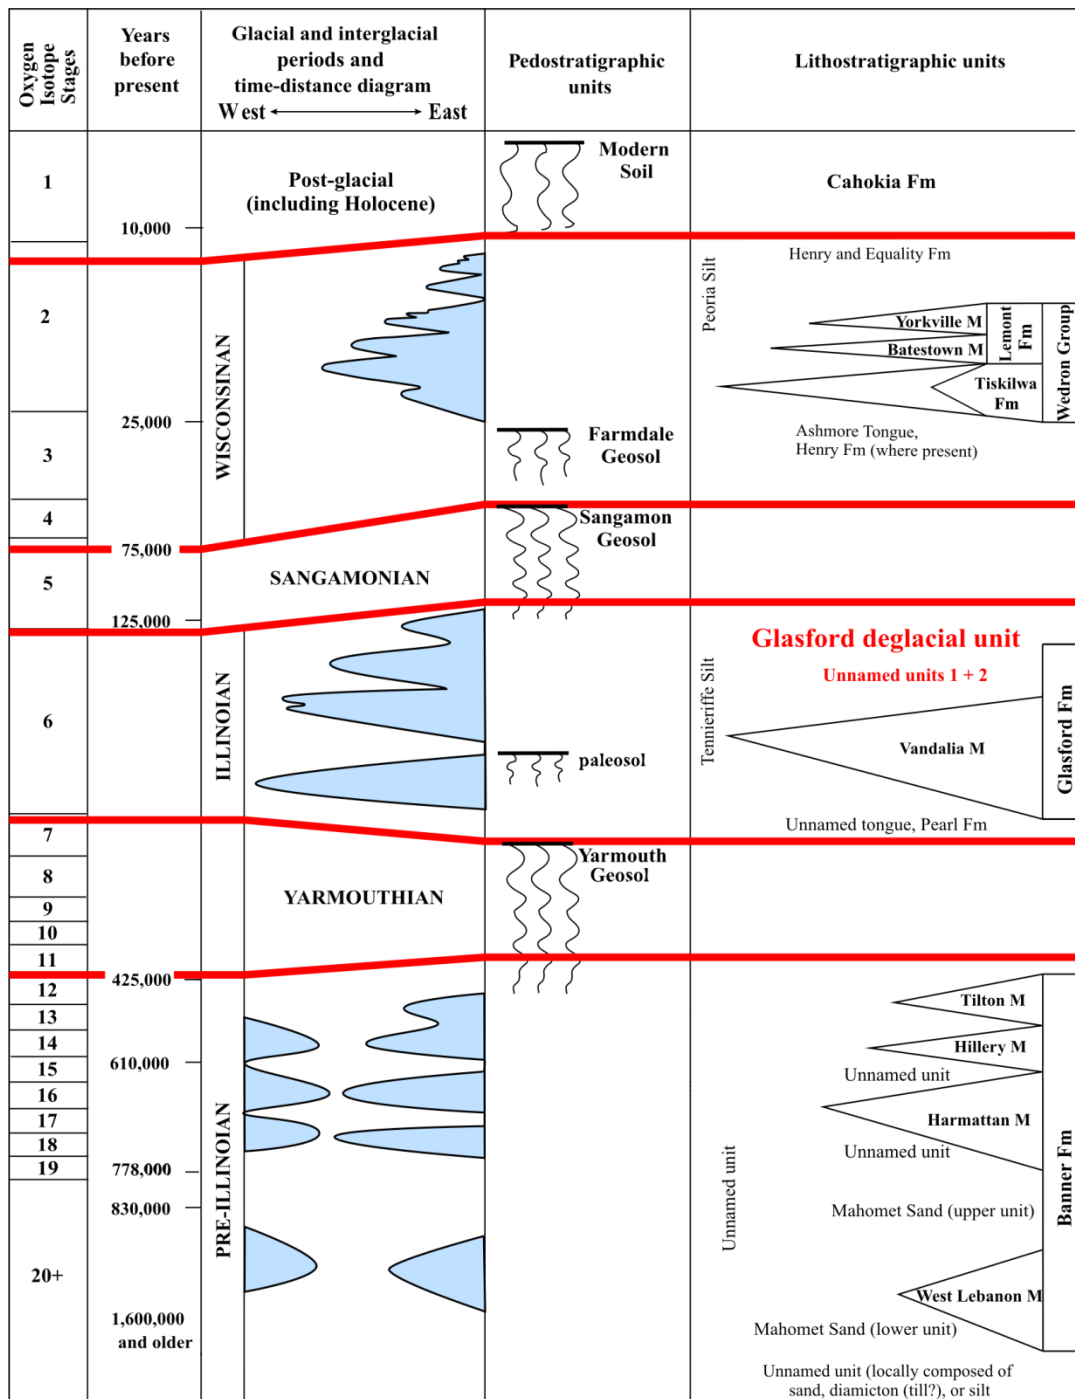 Oxygen
Isotope
Stages
Years
before
present
Glacial and interglacial
periods and
time-distance diagram
West
East
Pedostratigraphic
units
Lithostratigraphic units
1
10,000
Post-glacial
(including Holocene)
Modern
Soil
Cahokia Fm
2
25,000
WISCONSINAN
Peoria Silt
Henry and Equality Fm
Yorkville M
Batestown M
Lemont
Fm
Tiskilwa
Fm
Wedron Group
3
Farmdale
Geosol
Ashmore Tongue,
Henry Fm (where present)
4
75,000
Sangamon
Geosol
5
SANGAMONIAN
125,000
6
ILLINOIAN
paleosol
Tennieriffe Silt
Glasford deglacial unit
Unnamed units 1 + 2
Vandalia M
Glasford Fm
Unnamed tongue, Pearl Fm
7
8
9
10
11
YARMOUTHIAN
Yarmouth
Geosol
425,000
12
13
14
610,000
15
16
17
18
19
778,000
830,000
20+
1,600,000
and older
PRE-ILLINOIAN
Unnamed unit
Tilton M
Hillery M
Unnamed unit
Harmattan M
Unnamed unit
Mahomet Sand (upper unit)
West Lebanon M
Mahomet Sand (lower unit)
Banner Fm
Unnamed unit (locally composed of
sand, diamicton (till?), or silt